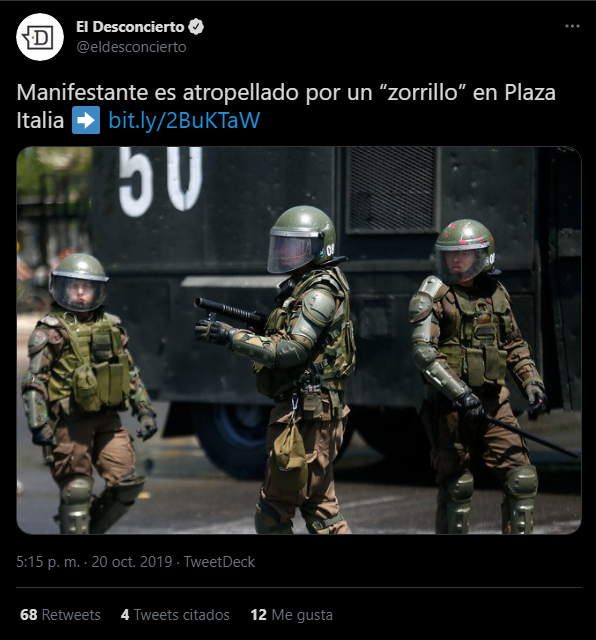 El Desconcierto
@eldesconcierto
Manifestante es atropellado por un “zorrillo” en Plaza
Italia ➡ bit.ly/2BuKTaW
50
5:15 p. m. · 20 oct. 2019 · TweetDeck
68 Retweets 4 Tweets citados 12 Me gusta